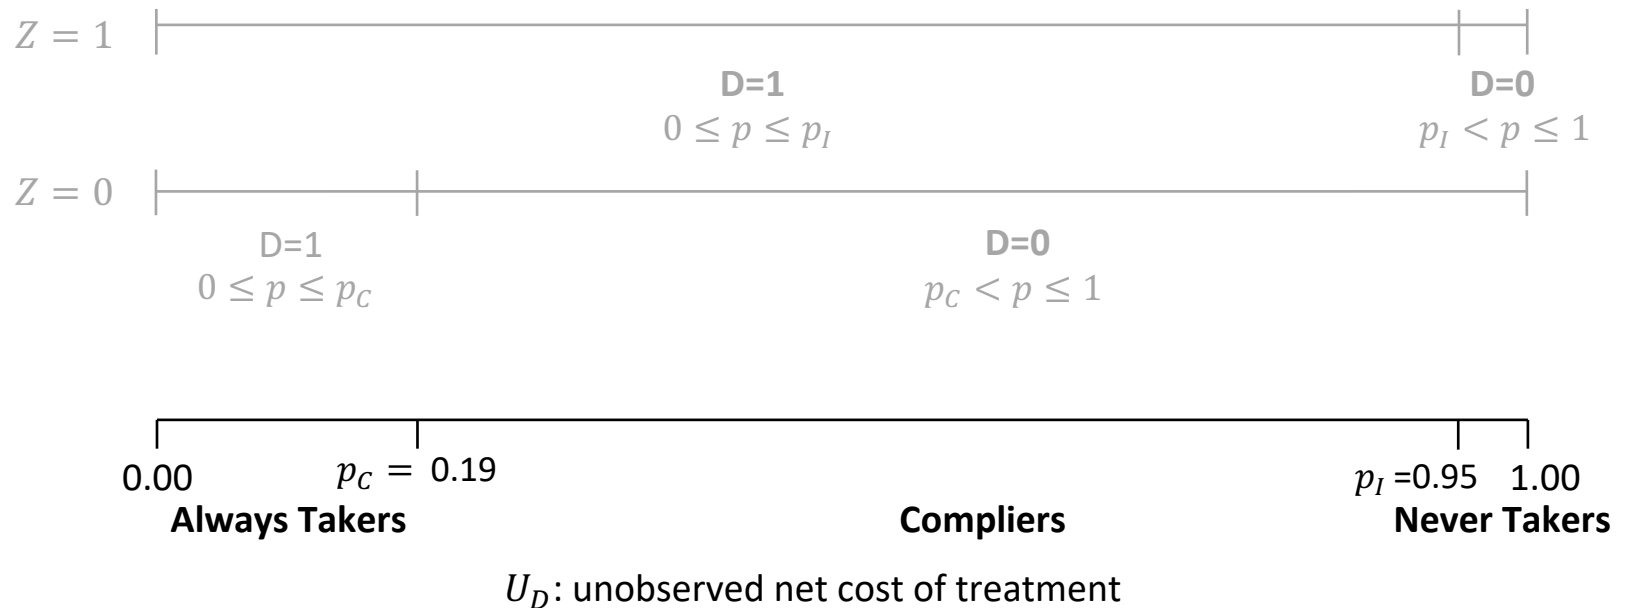 Z = 1
D=1 D=0
0 ≤ p ≤ p_I p_I < p ≤ 1
Z = 0
D=1 D=0
0 ≤ p ≤ p_C p_C < p ≤ 1
0.00 p_C = 0.19 p_I =0.95 1.00
Always Takers Compliers Never Takers
U_D: unobserved net cost of treatment